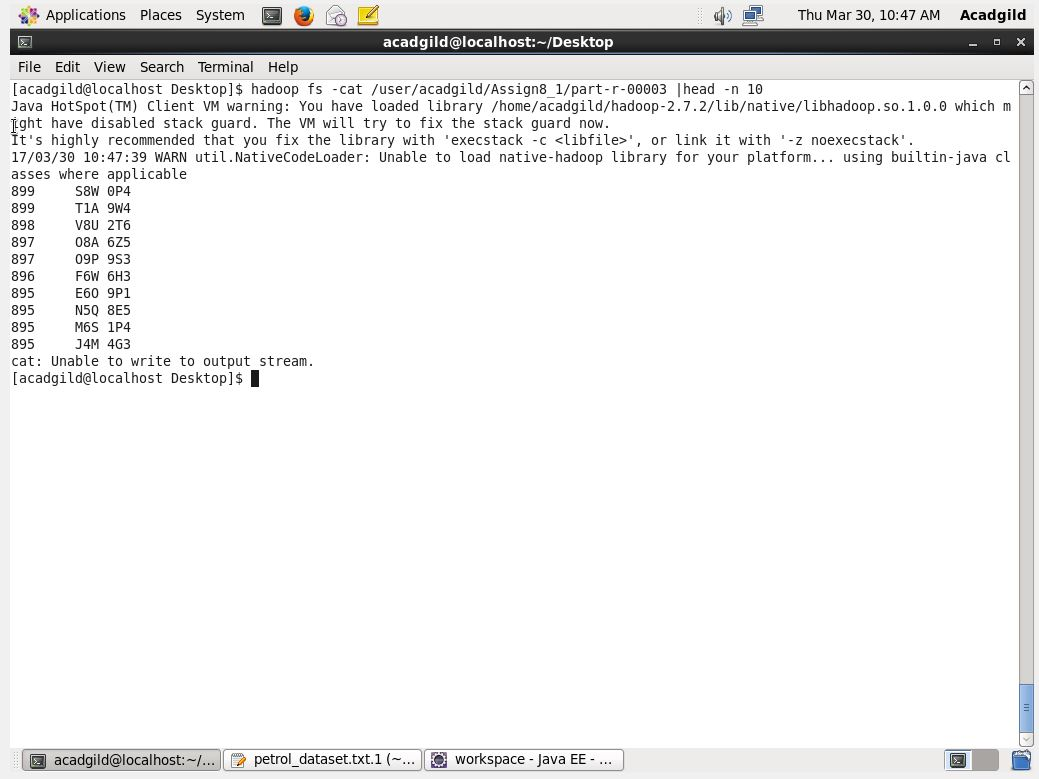 Applications Places System
Thu Mar 30, 10:47 AM Acadgild
acadgild@localhost:~/Desktop
File Edit View Search Terminal Help
[acadgild@localhost Desktop]$ hadoop fs -cat /user/acadgild/Assign8_1/part-r-00003 |head -n 10
Java HotSpot(TM) Client VM warning: You have loaded library /home/acadgild/hadoop-2.7.2/lib/native/libhadoop.so.1.0.0 which m
ight have disabled stack guard. The VM will try to fix the stack guard now.
It's highly recommended that you fix the library with 'execstack -c <libfile>', or link it with '-z noexecstack'.
17/03/30 10:47:39 WARN util.NativeCodeLoader: Unable to load native-hadoop library for your platform... using builtin-java cl
asses where applicable
899 S8W 0P4
899 T1A 9W4
898 V8U 2T6
897 O8A 6Z5
897 O9P 9S3
896 F6W 6H3
895 E6O 9P1
895 N5Q 8E5
895 M6S 1P4
895 J4M 4G3
cat: Unable to write to output stream.
[acadgild@localhost Desktop]$
acadgild@localhost:~/... petrol_dataset.txt.1 (~... workspace - Java EE - ...